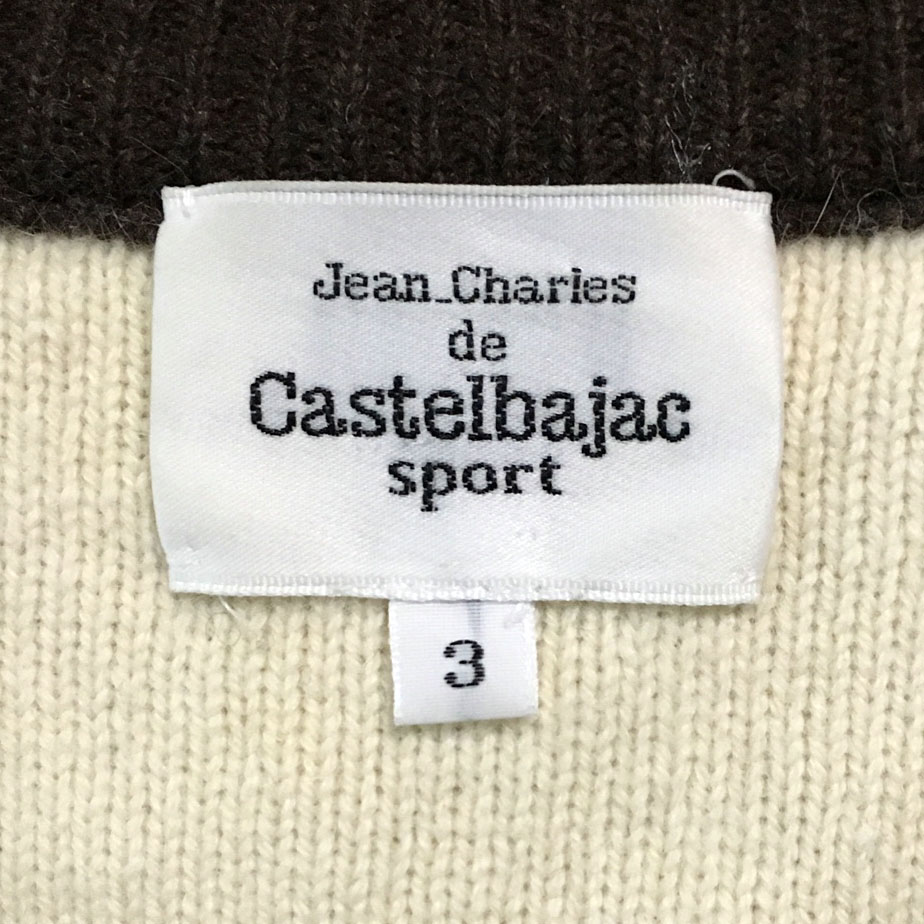 Jean_Charles
de
Castelbajac
sport
3